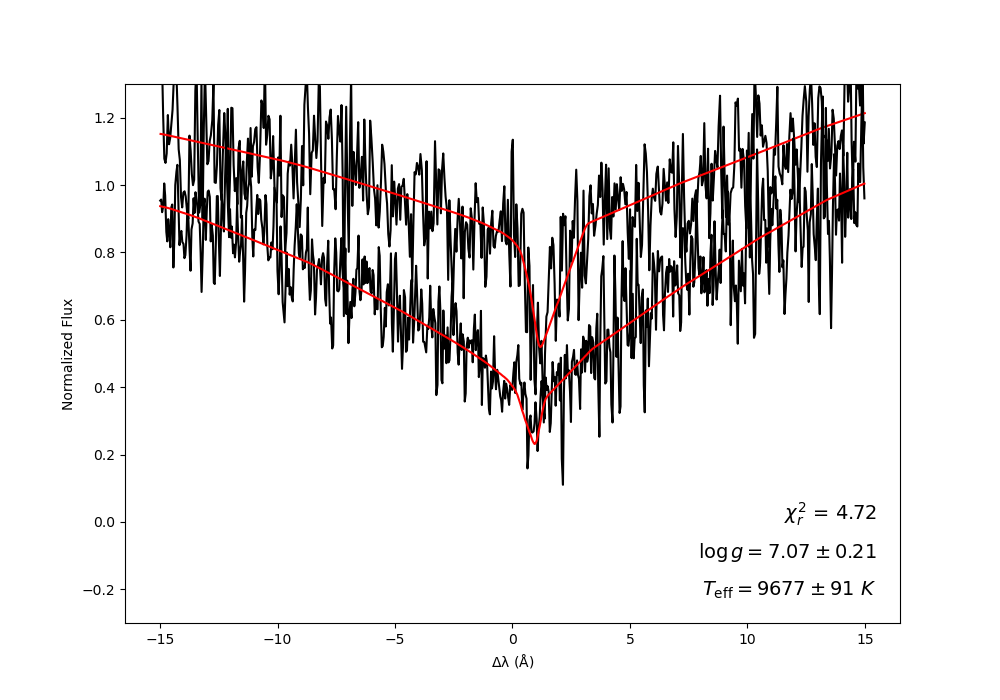 1.2
1.0
0.8
0.6
0.4
0.2
0.0
−0.2
Normalized Flux
χ²ᵣ = 4.72
log g = 7.07 ± 0.21
T_eff = 9677 ± 91 K
−15 −10 −5 0 5 10 15
Δλ (Å)